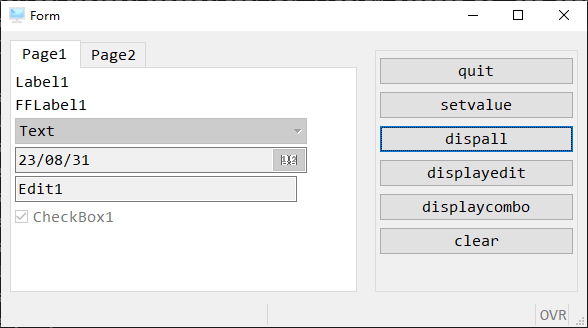 Form
Page1 Page2
Label1
FFLabel1
Text
23/08/31
Edit1
CheckBox1
quit
setvalue
dispall
displayedit
displaycombo
clear
OVR